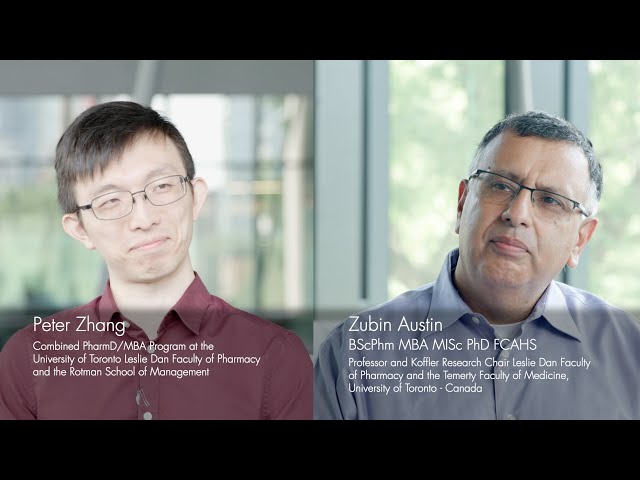 Peter Zhang
Combined PharmD/MBA Program at the
University of Toronto Leslie Dan Faculty of Pharmacy
and the Rotman School of Management
Zubin Austin
BScPhm MBA MISc PhD FCAHS
Professor and Koffler Research Chair Leslie Dan Faculty
of Pharmacy and the Temerty Faculty of Medicine,
University of Toronto - Canada